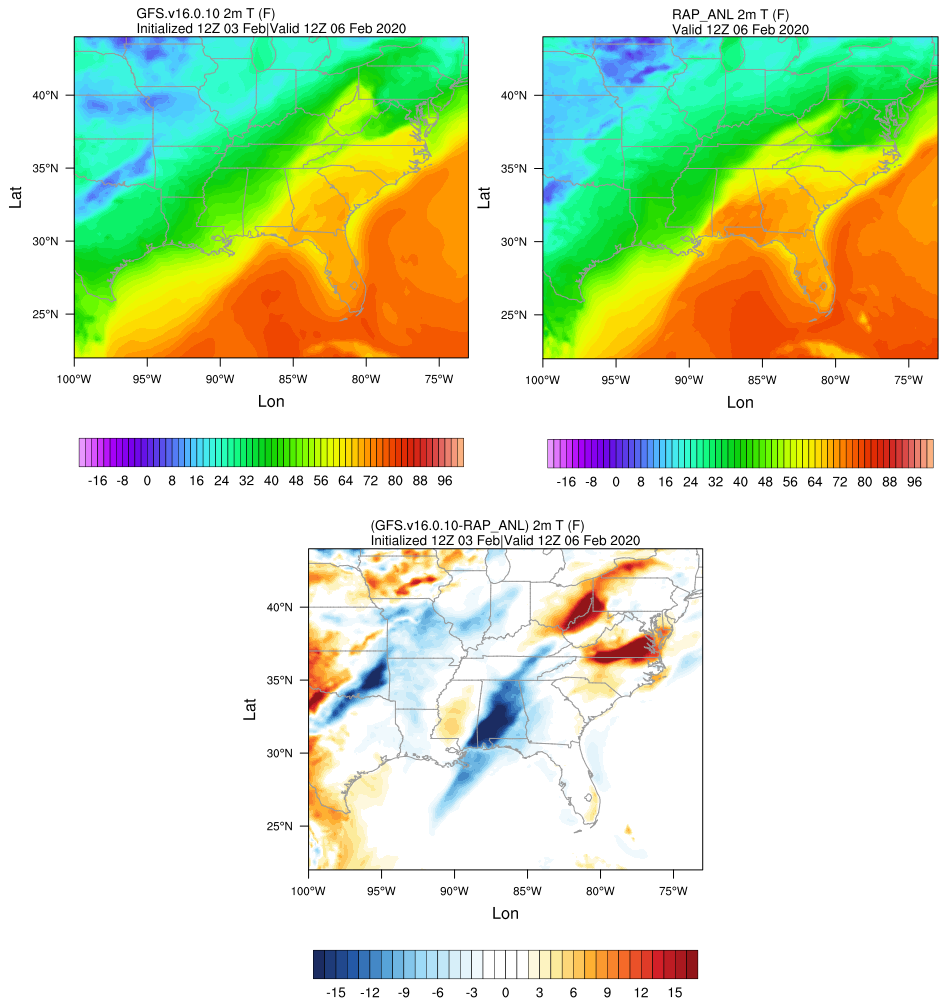 GFS.v16.0.10 2m T (F)
Initialized 12Z 03 Feb|Valid 12Z 06 Feb 2020
40°N
35°N
30°N
25°N
Lat
100°W 95°W 90°W 85°W 80°W 75°W
Lon
-16 -8 0 8 16 24 32 40 48 56 64 72 80 88 96
RAP_ANL 2m T (F)
Valid 12Z 06 Feb 2020
40°N
35°N
30°N
25°N
Lat
100°W 95°W 90°W 85°W 80°W 75°W
Lon
-16 -8 0 8 16 24 32 40 48 56 64 72 80 88 96
(GFS.v16.0.10-RAP_ANL) 2m T (F)
Initialized 12Z 03 Feb|Valid 12Z 06 Feb 2020
40°N
35°N
30°N
25°N
Lat
100°W 95°W 90°W 85°W 80°W 75°W
Lon
-15 -12 -9 -6 -3 0 3 6 9 12 15